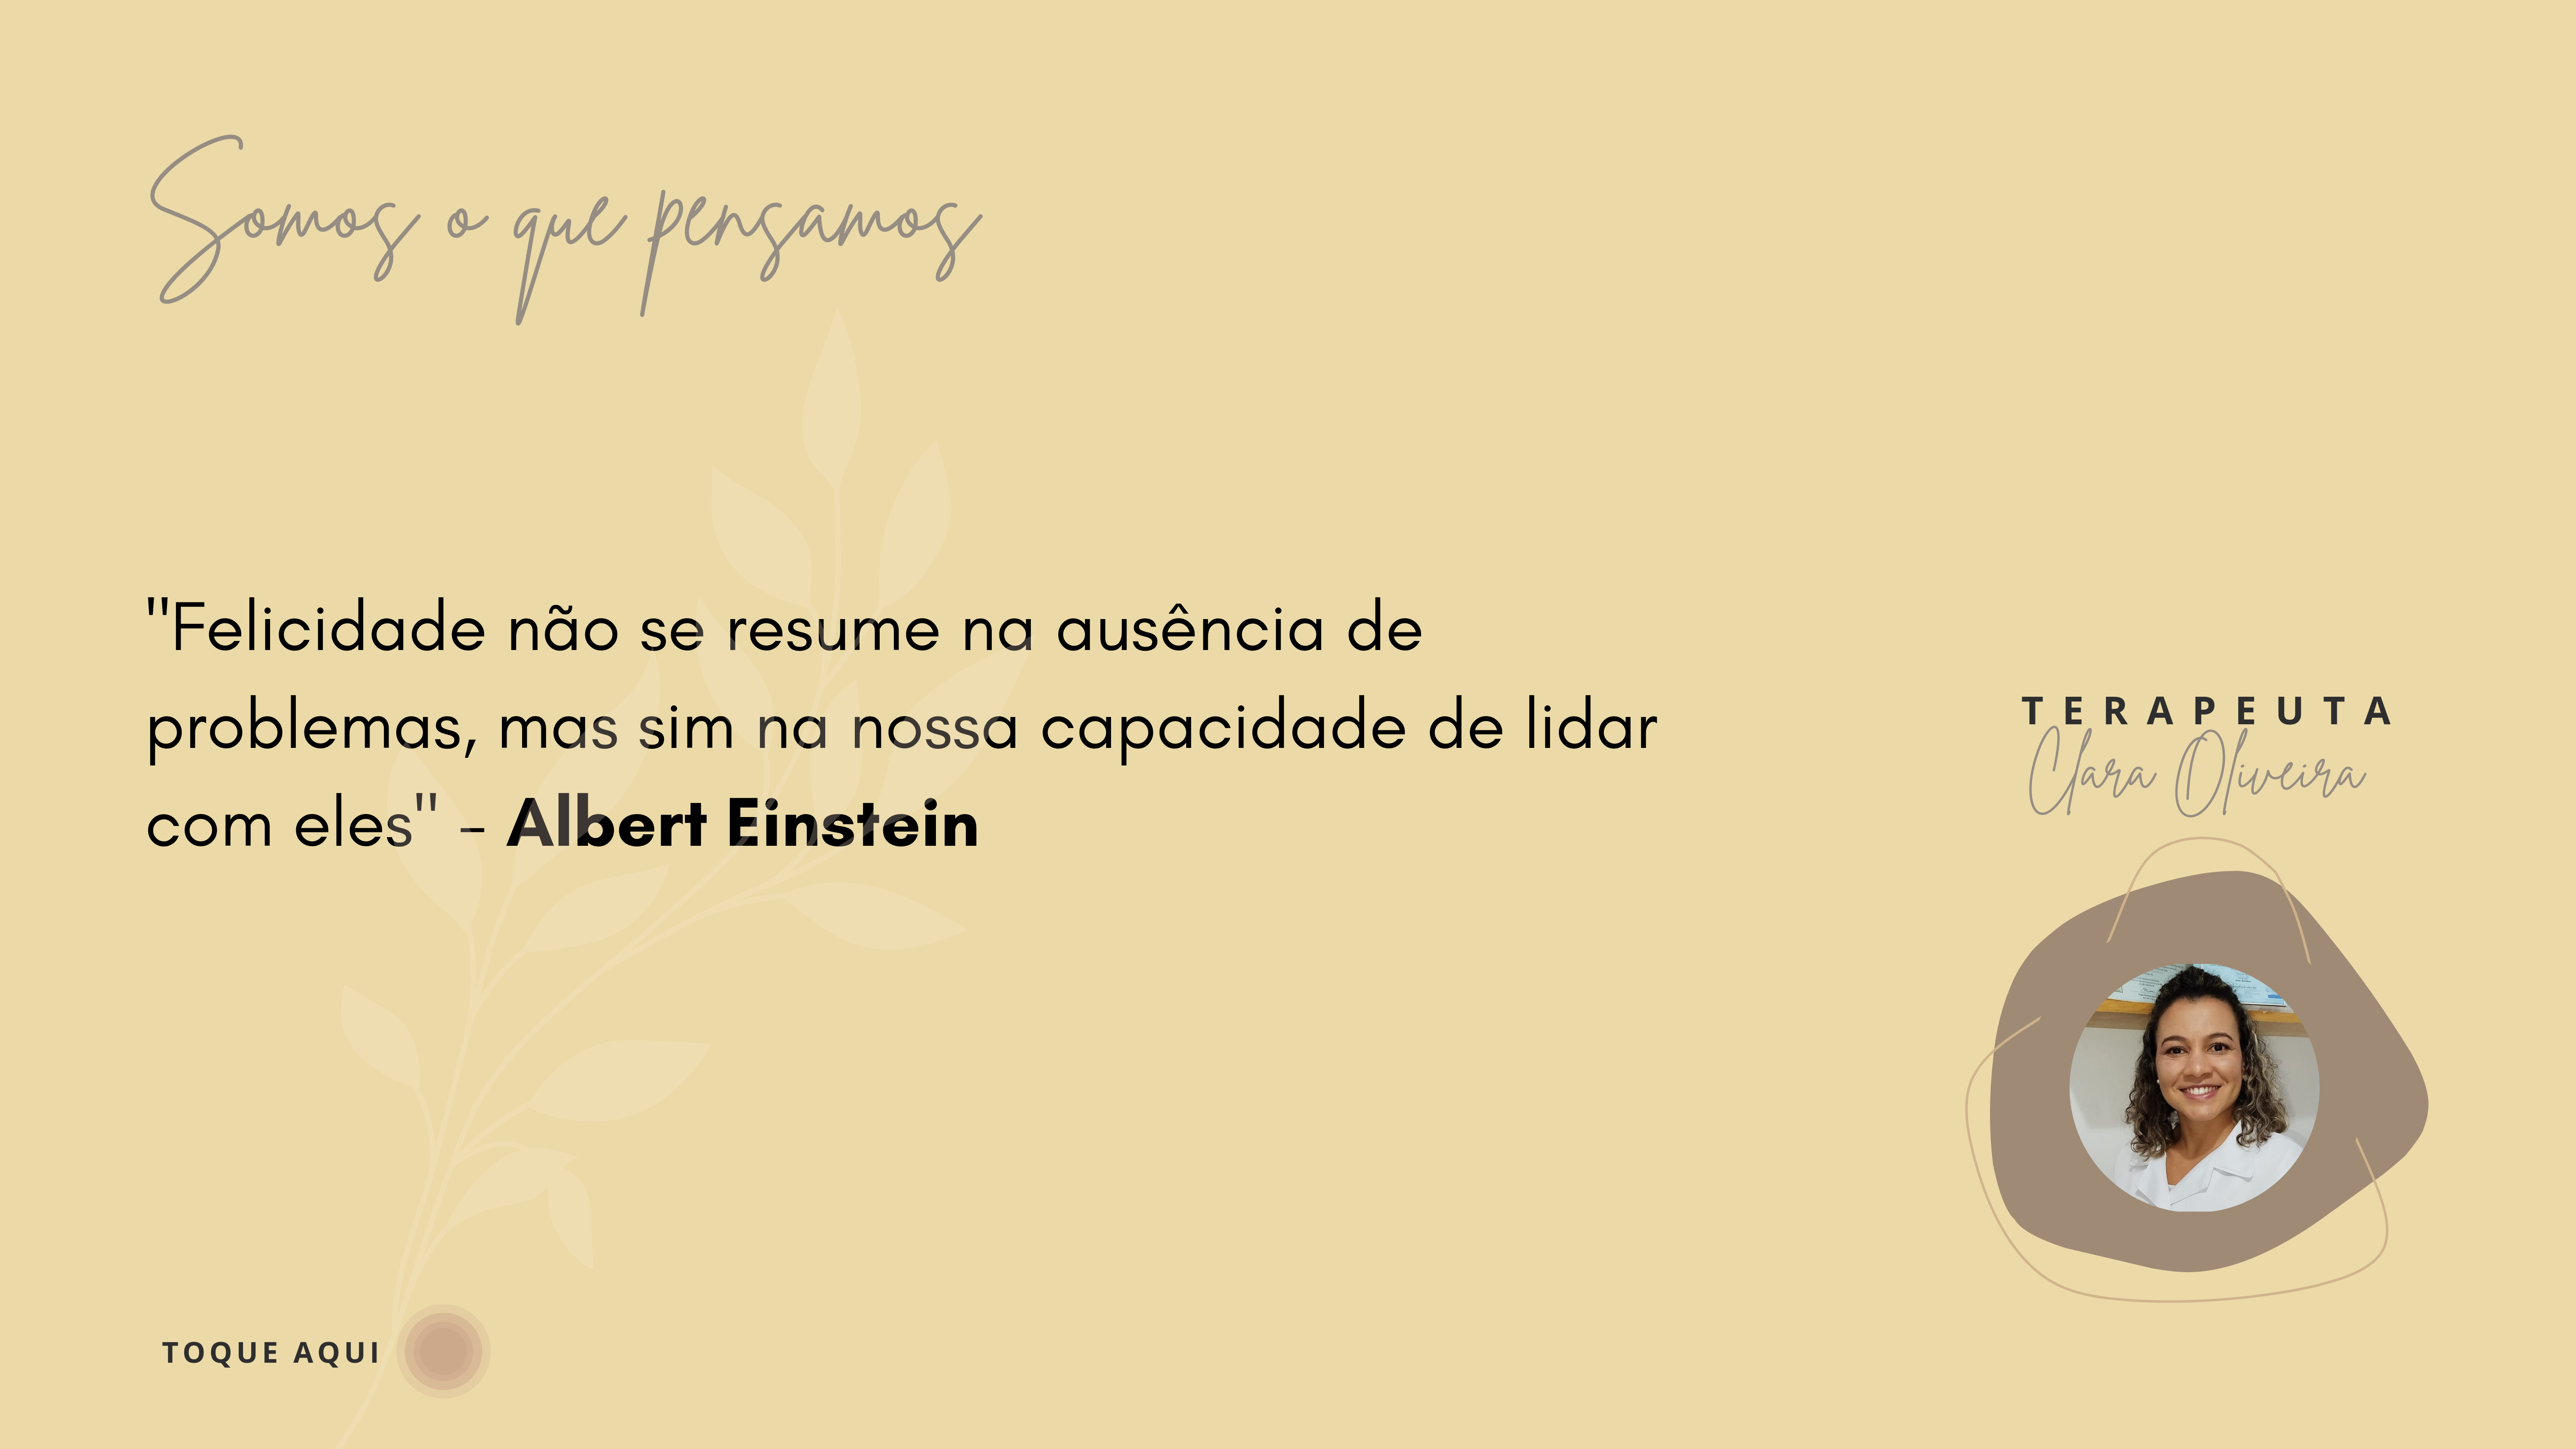 Somos o que pensamos
"Felicidade não se resume na ausência de
problemas, mas sim na nossa capacidade de lidar
com eles" - Albert Einstein
TERAPEUTA
Clara Oliveira
TOQUE AQUI